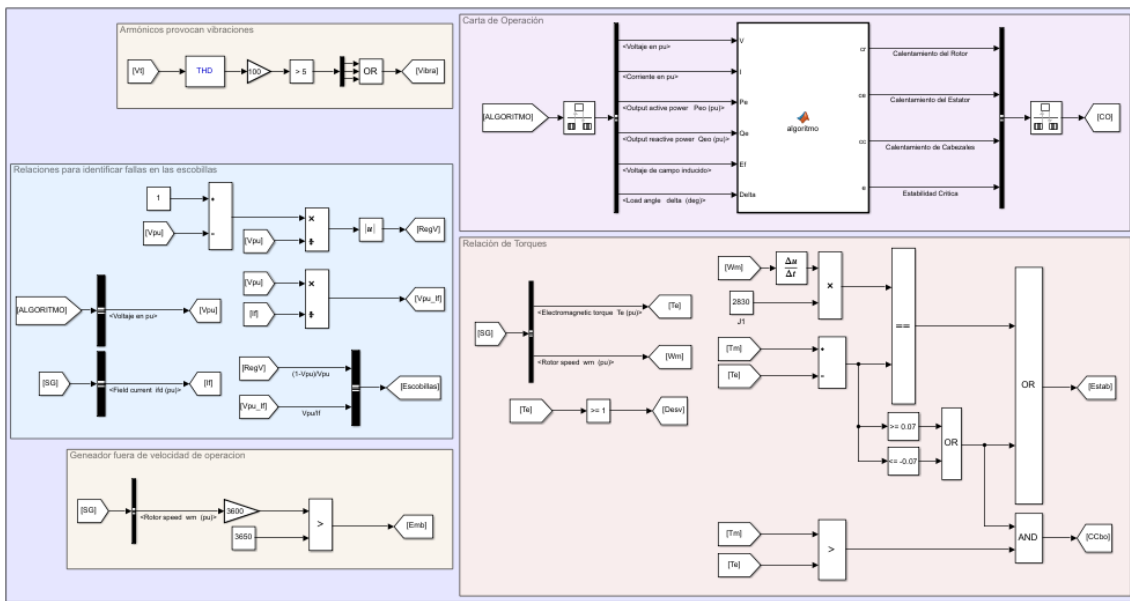 Armónicos provocan vibraciones
[Vt]
THD
100
> 5
OR
[Vibra]
Carta de Operación
[ALGORITMO]
<Voltaje en pu>
<Corriente en pu>
<Output active power Peo (pu)>
<Output reactive power Qeo (pu)>
<Voltaje de campo inducido>
<Load angle delta (deg)>
V
I
Pe
Qe
Ef
Delta
algoritmo
cr
ce
cc
e
Calentamiento del Rotor
Calentamiento del Estator
Calentamiento de Cabezales
Estabilidad Critica
[CO]
Relaciones para identificar fallas en las escobillas
1
+
-
[Vpu]
[Vpu]
×
÷
|u|
[RegV]
[Vpu]
[If]
×
÷
[Vpu_If]
[ALGORITMO]
<Voltaje en pu>
[Vpu]
[SG]
<Field current ifd (pu)>
[If]
[RegV]
(1-Vpu)/Vpu
[Vpu_If]
Vpu/If
[Escobillas]
Geneador fuera de velocidad de operacion
[SG]
<Rotor speed wm (pu)>
3600
3650
>
[Emb]
Relación de Torques
[SG]
<Electromagnetic torque Te (pu)>
[Te]
<Rotor speed wm (pu)>
[Wm]
[Te]
>= 1
[Desv]
[Wm]
Δu
Δt
2830
J1
×
[Tm]
[Te]
+
-
==
>= 0.07
<= -0.07
OR
OR
[Estab]
[Tm]
[Te]
>
AND
[CCbo]